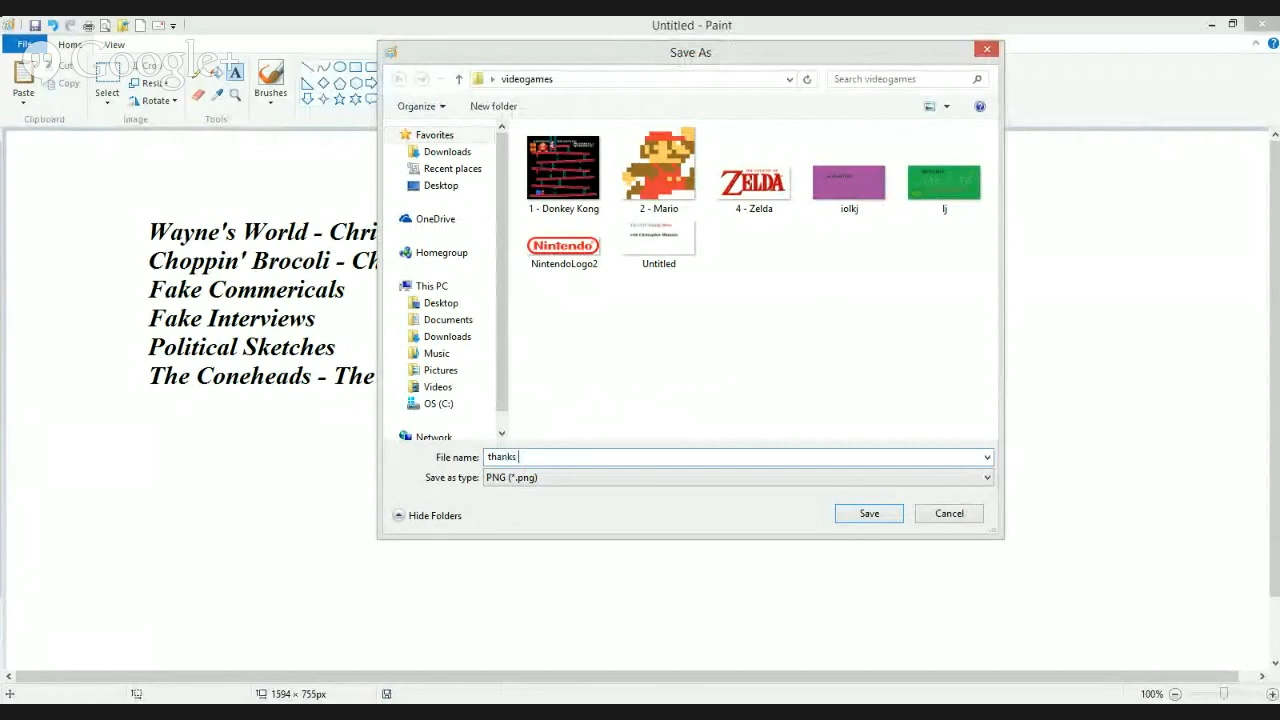 Untitled - Paint
File Home View
Google+
Paste
Copy
Select
Rotate
Brushes
Clipboard
Image
Tools
Save As
videogames
Search videogames
Organize
New folder
Favorites
Downloads
Recent places
Desktop
OneDrive
Homegroup
This PC
Desktop
Documents
Downloads
Music
Pictures
Videos
OS (C:)
Network
1 - Donkey Kong
2 - Mario
ZELDA
4 - Zelda
iolkj
lj
Nintendo
NintendoLogo2
Untitled
File name: thanks
Save as type: PNG (*.png)
Hide Folders
Save
Cancel
Wayne's World - Chri
Choppin' Brocoli - Ch
Fake Commericals
Fake Interviews
Political Sketches
The Coneheads - The
1594 × 755px
100%